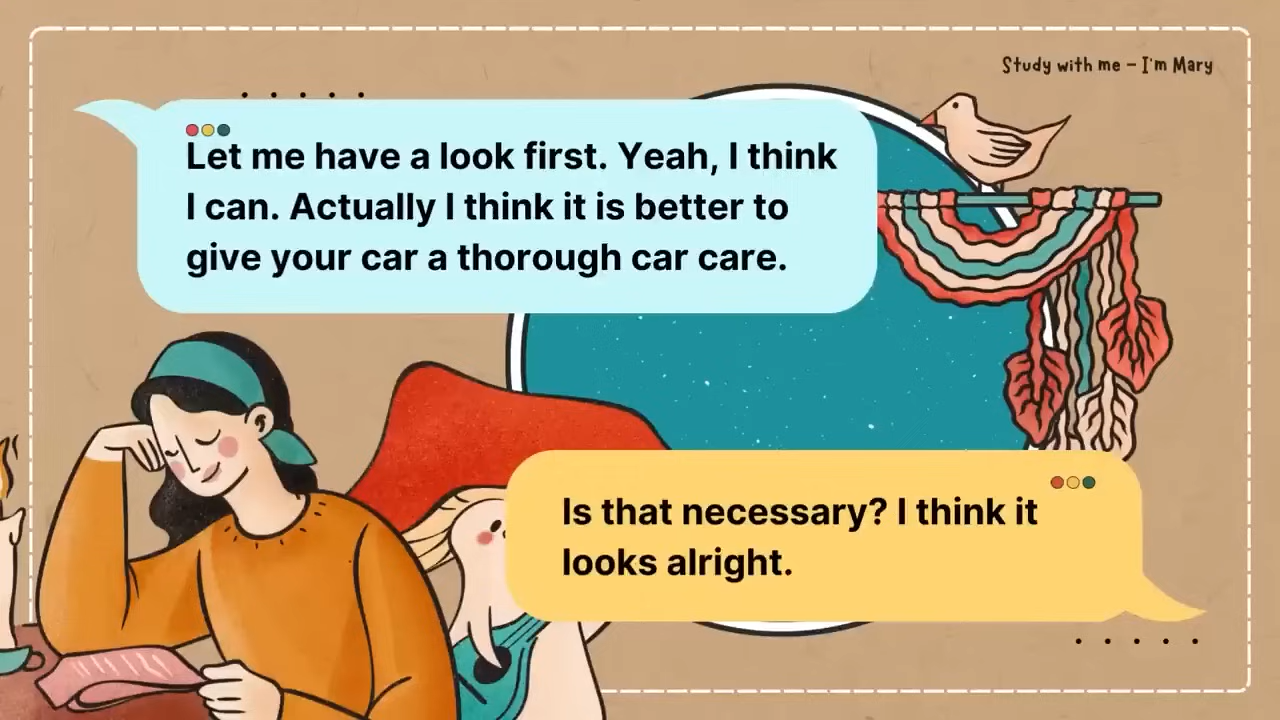 Study with me - I'm Mary
Let me have a look first. Yeah, I think
I can. Actually I think it is better to
give your car a thorough car care.
Is that necessary? I think it
looks alright.